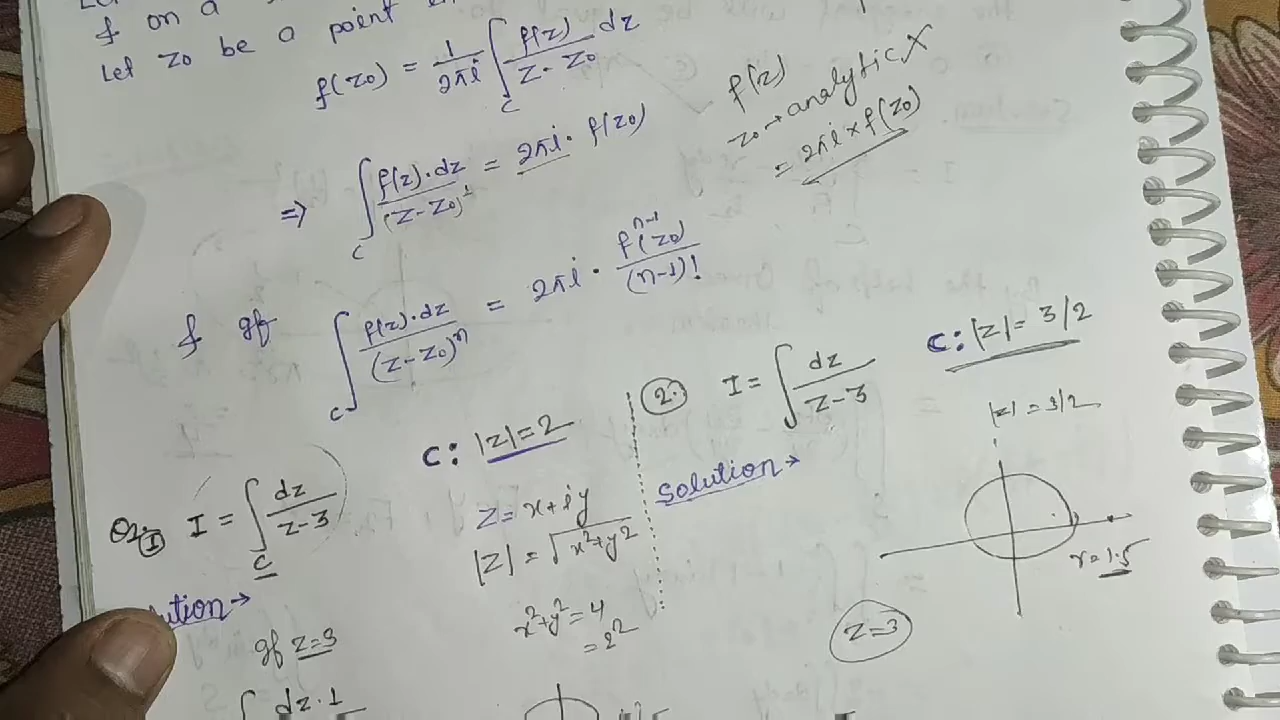 f on a
Let z0 be a point
f(z0) = 1/2πi ∫C f(z) dz / z - z0
f(z)
z0 → analytic X
= 2πi × f(z0)
⇒ ∫C f(z)·dz / (z-z0)^1 = 2πi · f(z0)
f gf ∫C f(z)·dz / (z-z0)^n = 2πi · f^n-1(z0) / (n-1)!
Q1. (I) I = ∫C dz / z-3 C: |z|=2
z = x+iy
|z| = √x²+y²
x²+y² = 4
= 2²
ution →
gf z=3
∫ dz·1
(2.) I = ∫ dz / z-3 C: |z| = 3/2
|z| = 3/2
Solution →
r=1.5
z=3